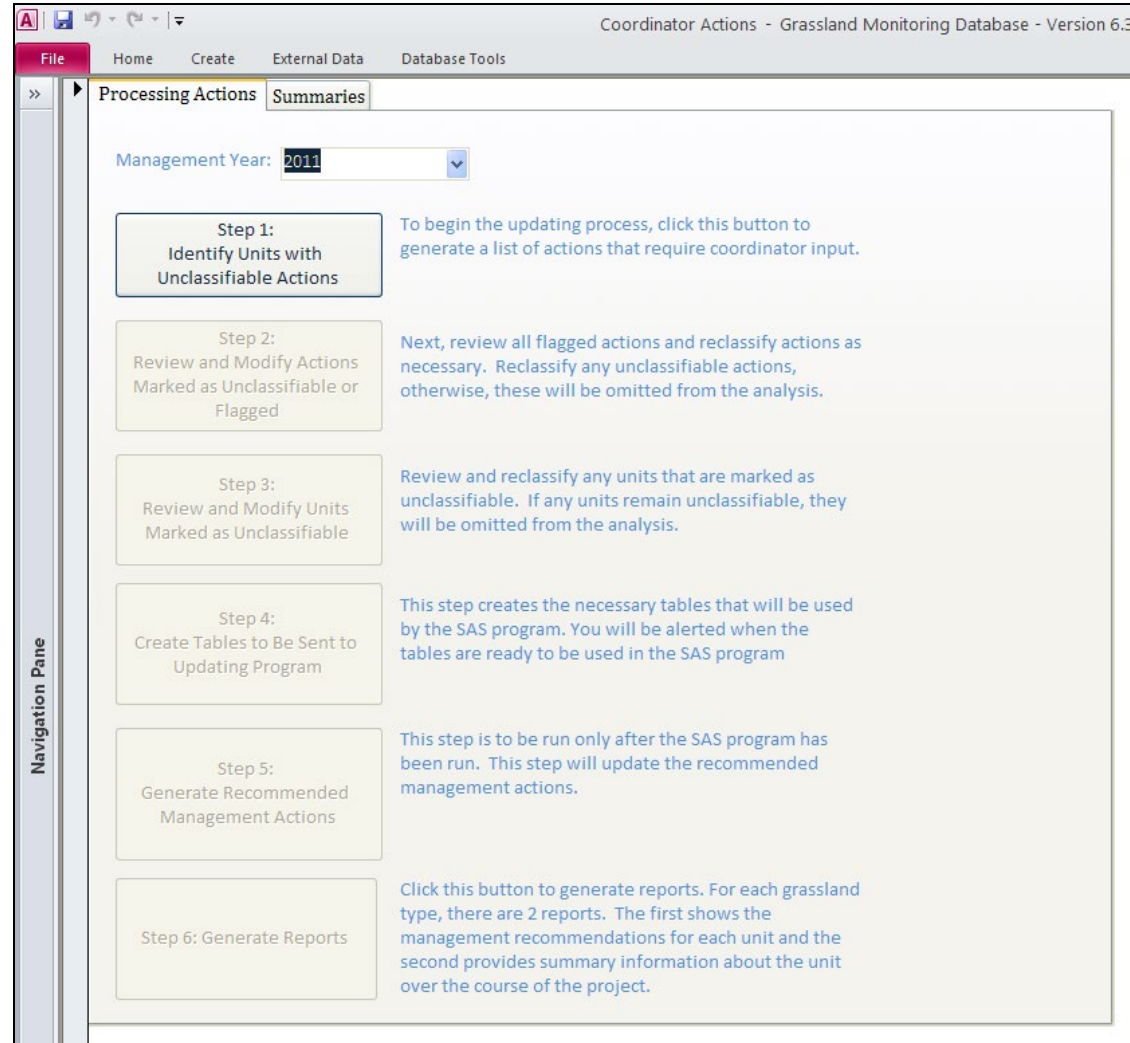 A
Coordinator Actions - Grassland Monitoring Database - Version 6.3
File Home Create External Data Database Tools
Processing Actions Summaries
Management Year: 2011
Step 1:
Identify Units with
Unclassifiable Actions
To begin the updating process, click this button to
generate a list of actions that require coordinator input.
Step 2:
Review and Modify Actions
Marked as Unclassifiable or
Flagged
Next, review all flagged actions and reclassify actions as
necessary. Reclassify any unclassifiable actions,
otherwise, these will be omitted from the analysis.
Step 3:
Review and Modify Units
Marked as Unclassifiable
Review and reclassify any units that are marked as
unclassifiable. If any units remain unclassifiable, they
will be omitted from the analysis.
Step 4:
Create Tables to Be Sent to
Updating Program
This step creates the necessary tables that will be used
by the SAS program. You will be alerted when the
tables are ready to be used in the SAS program
Step 5:
Generate Recommended
Management Actions
This step is to be run only after the SAS program has
been run. This step will update the recommended
management actions.
Step 6: Generate Reports
Click this button to generate reports. For each grassland
type, there are 2 reports. The first shows the
management recommendations for each unit and the
second provides summary information about the unit
over the course of the project.
Navigation Pane